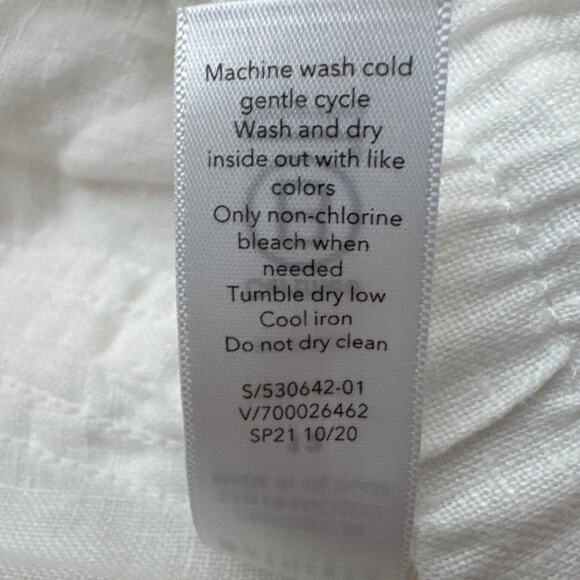 Machine wash cold
gentle cycle
Wash and dry
inside out with like
colors
Only non-chlorine
bleach when
needed
Tumble dry low
Cool iron
Do not dry clean
S/530642-01
V/700026462
SP21 10/20